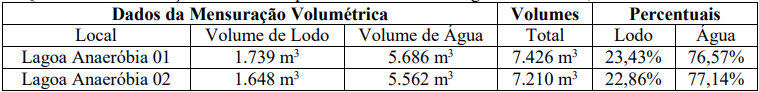 Dados da Mensuração Volumétrica Volumes Percentuais
Local Volume de Lodo Volume de Água Total Lodo Água
Lagoa Anaeróbia 01 1.739 m³ 5.686 m³ 7.426 m³ 23,43% 76,57%
Lagoa Anaeróbia 02 1.648 m³ 5.562 m³ 7.210 m³ 22,86% 77,14%